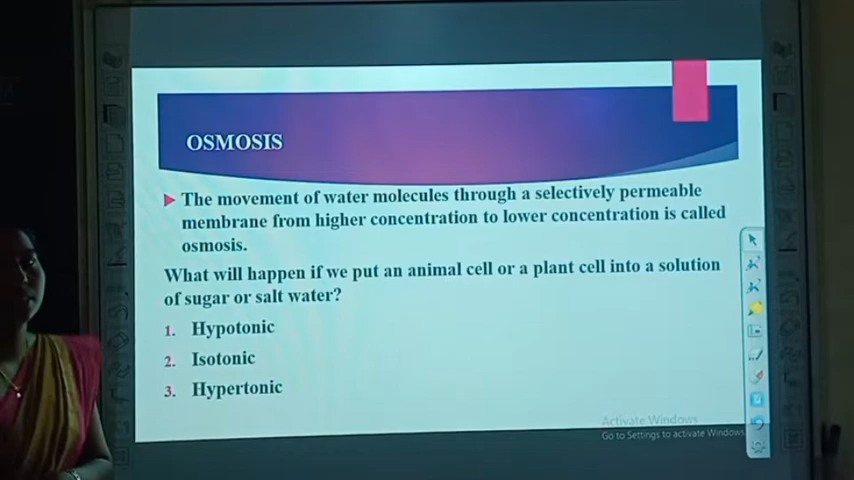 OSMOSIS
The movement of water molecules through a selectively permeable
membrane from higher concentration to lower concentration is called
osmosis.
What will happen if we put an animal cell or a plant cell into a solution
of sugar or salt water?
1. Hypotonic
2. Isotonic
3. Hypertonic
Activate Windows
Go to Settings to activate Windows.